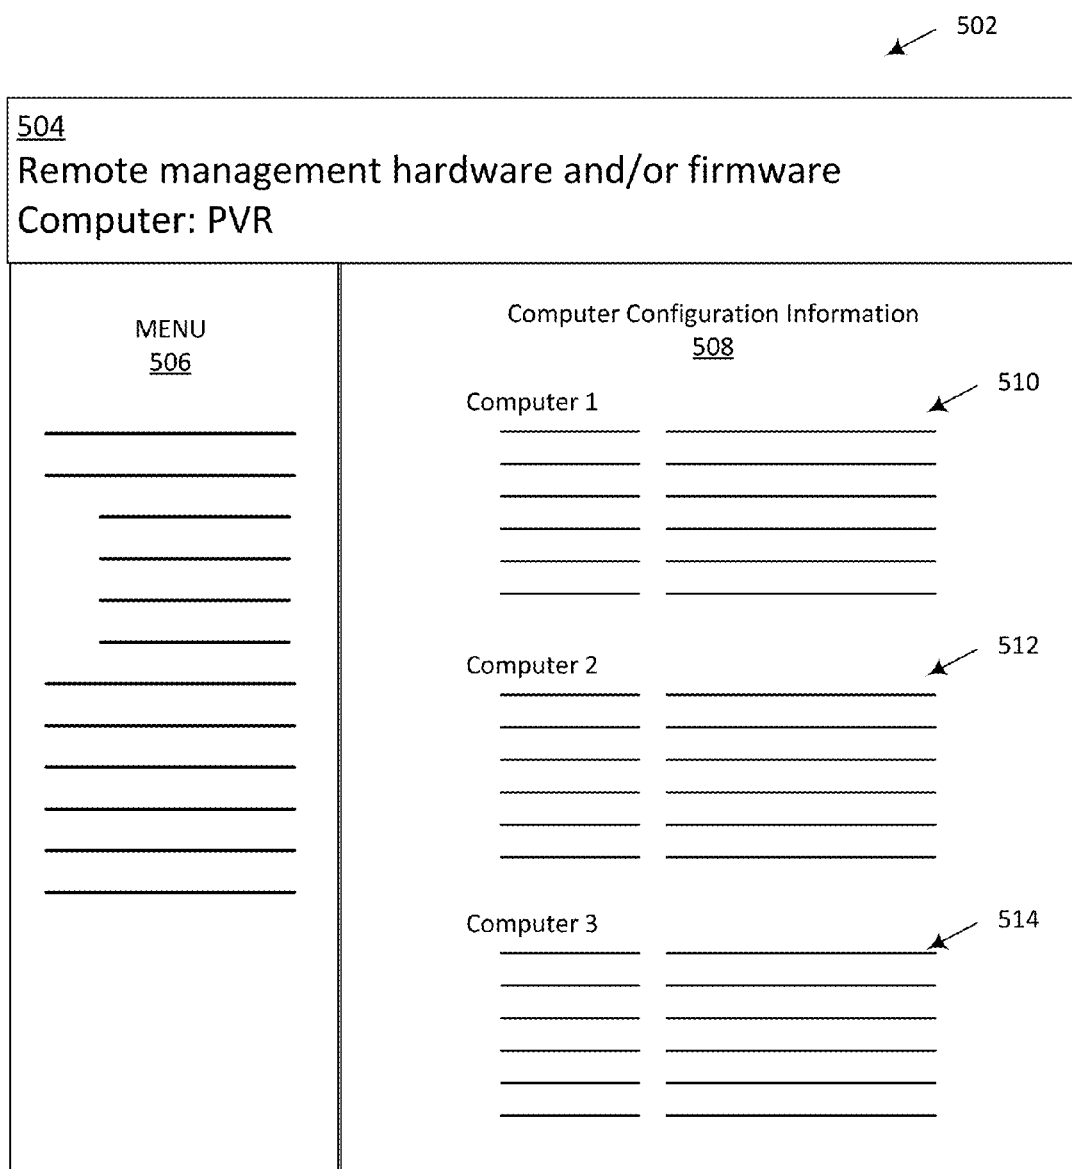 502
504
Remote management hardware and/or firmware
Computer: PVR
MENU
506
Computer Configuration Information
508
Computer 1
510
Computer 2
512
Computer 3
514